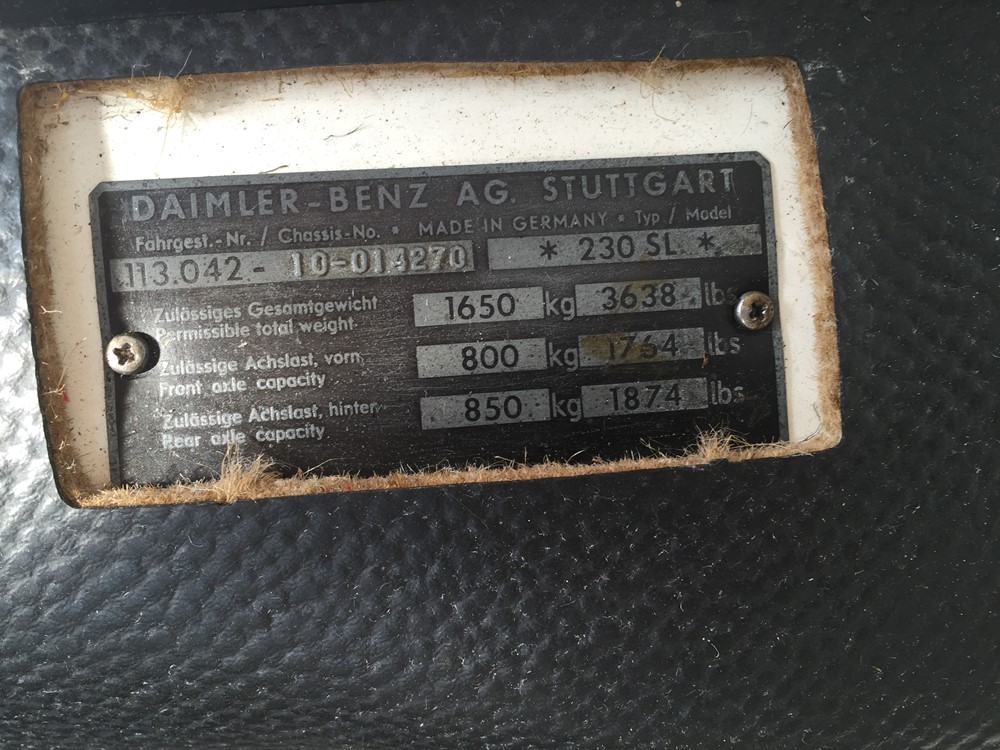 DAIMLER-BENZ AG. STUTTGART
Fahrgest.-Nr. / Chassis-No. • MADE IN GERMANY • Typ / Model
113.042- 10-014270 * 230 SL. *
Zulässiges Gesamtgewicht
Permissible total weight 1650 kg 3638 lbs
Zulässige Achslast, vorn
Front axle capacity 800 kg 1764 lbs
Zulässige Achslast, hinten
Rear axle capacity 850 kg 1874 lbs